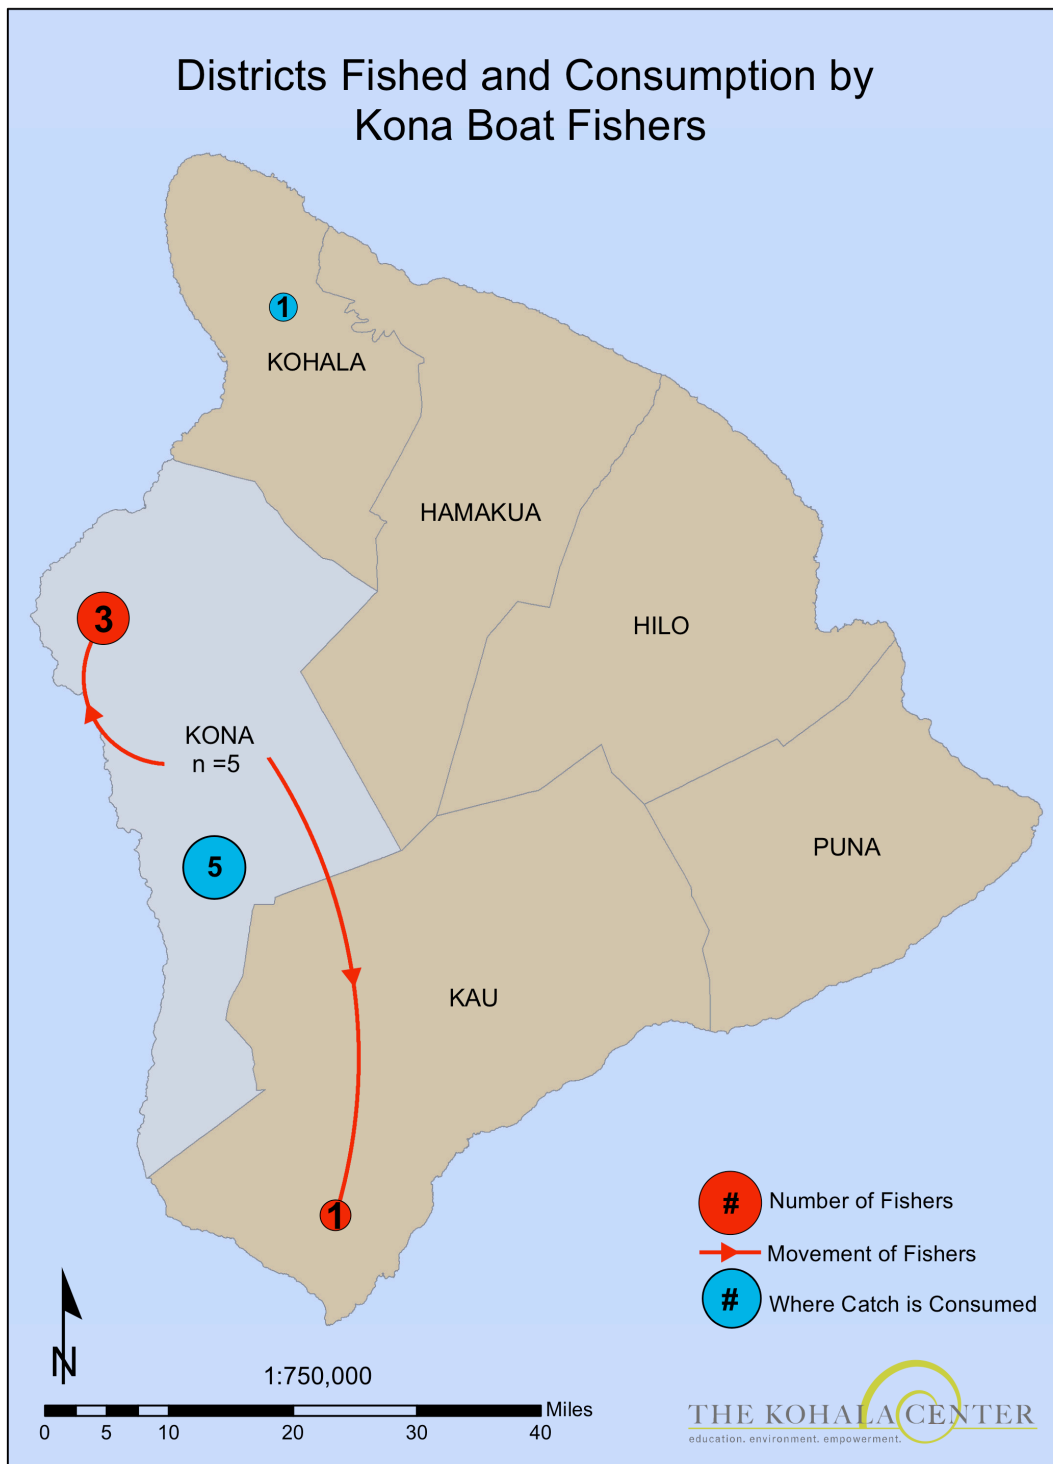 Districts Fished and Consumption by
Kona Boat Fishers
1
KOHALA
HAMAKUA
3
HILO
KONA
n =5
5
PUNA
KAU
1
# Number of Fishers
Movement of Fishers
# Where Catch is Consumed
N
1:750,000
Miles
0 5 10 20 30 40
THE KOHALA CENTER
education. environment. empowerment.